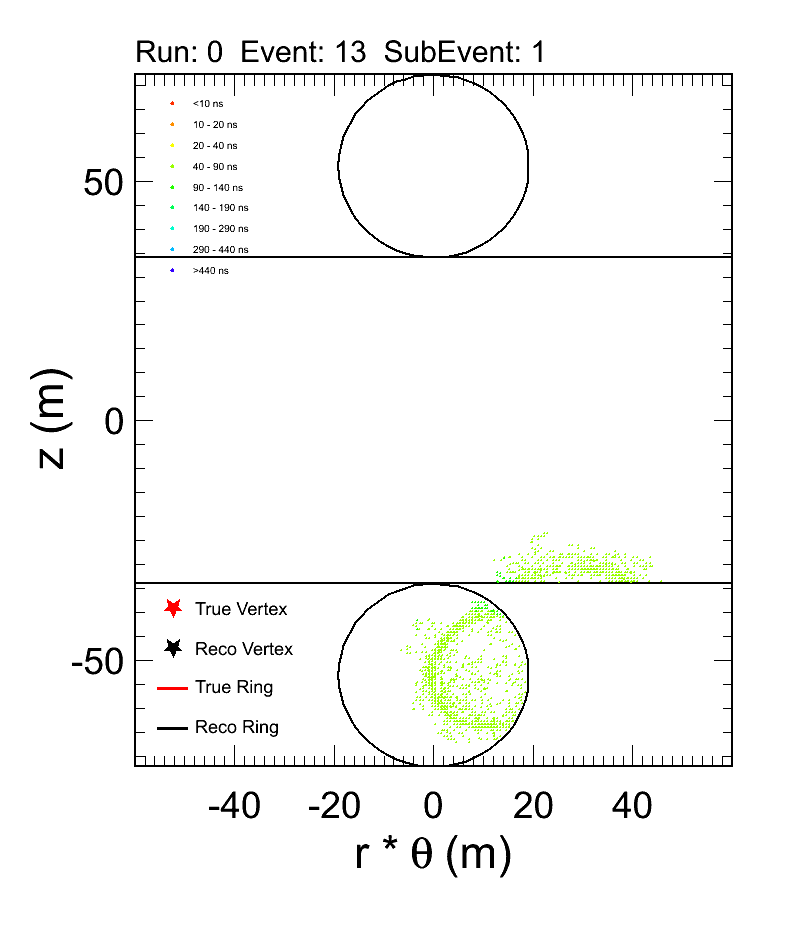 Run: 0 Event: 13 SubEvent: 1
<10 ns
10 - 20 ns
20 - 40 ns
40 - 90 ns
90 - 140 ns
140 - 190 ns
190 - 290 ns
290 - 440 ns
>440 ns
50
0
-50
z (m)
True Vertex
Reco Vertex
True Ring
Reco Ring
-40 -20 0 20 40
r * θ (m)